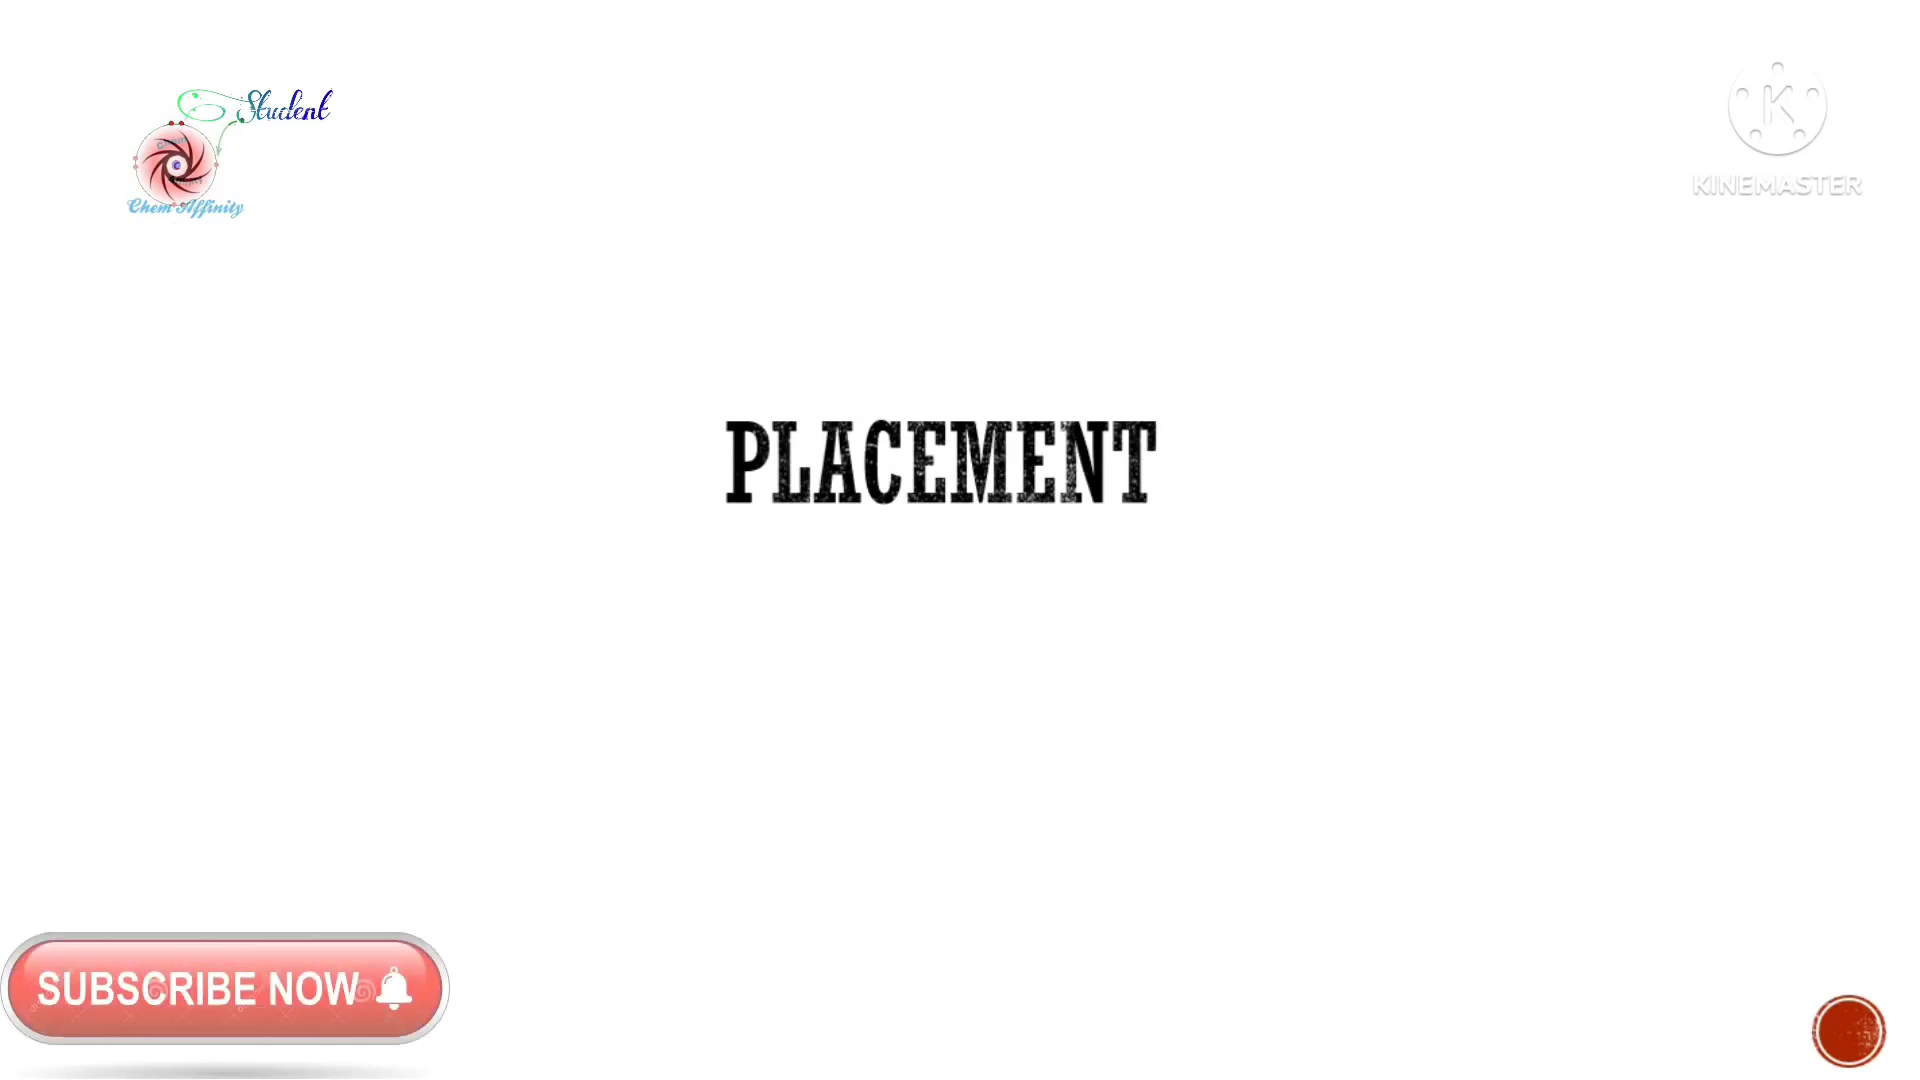 Student
Chem Affinity
KINEMASTER
PLACEMENT
SUBSCRIBE NOW